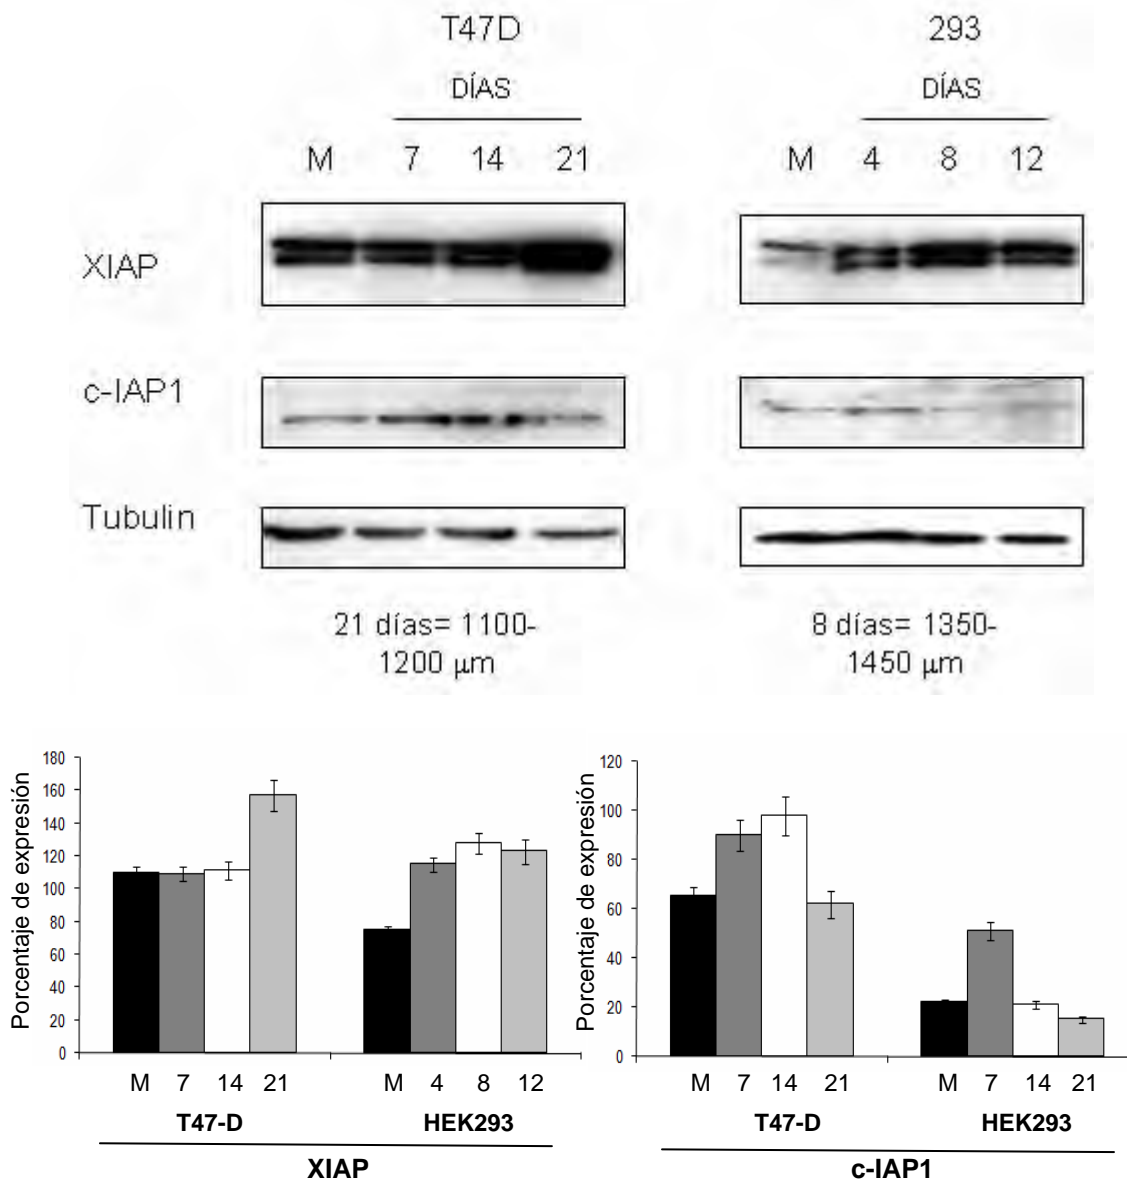 T47D
293
DÍAS
DÍAS
M 7 14 21
M 4 8 12
XIAP
c-IAP1
Tubulin
21 días= 1100-
1200 µm
8 días= 1350-
1450 µm
Porcentaje de expresión
180
160
140
120
100
80
60
40
20
0
M 7 14 21
M 4 8 12
T47-D
HEK293
XIAP
Porcentaje de expresión
120
100
80
60
40
20
0
M 7 14 21
M 7 14 21
T47-D
HEK293
c-IAP1